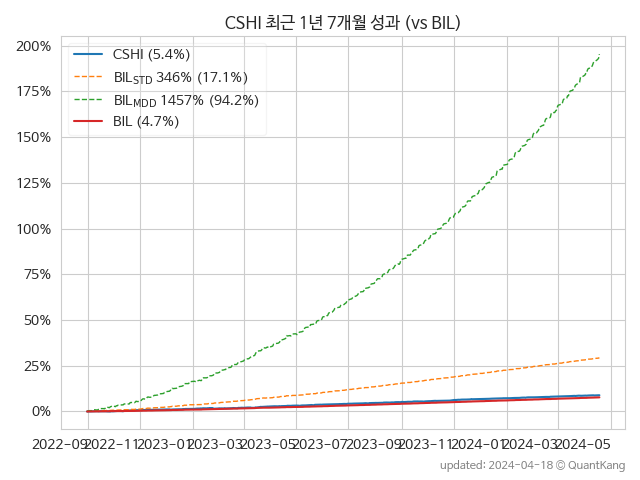 CSHI 최근 1년 7개월 성과 (vs BIL)
200%
175%
150%
125%
100%
75%
50%
25%
0%
CSHI (5.4%)
BILSTD 346% (17.1%)
BILMDD 1457% (94.2%)
BIL (4.7%)
2022-09 2022-11 2023-01 2023-03 2023-05 2023-07 2023-09 2023-11 2024-01 2024-03 2024-05
updated: 2024-04-18 © QuantKang